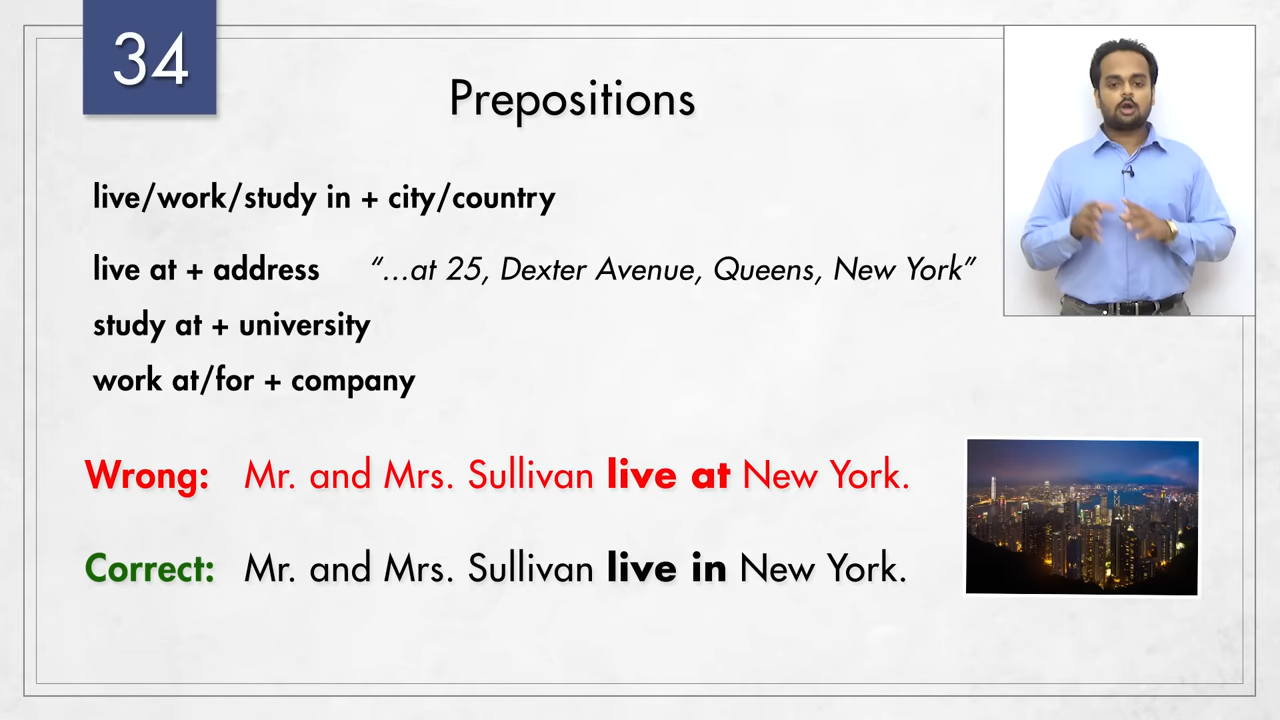 34
Prepositions
live/work/study in + city/country
live at + address “...at 25, Dexter Avenue, Queens, New York”
study at + university
work at/for + company
Wrong: Mr. and Mrs. Sullivan live at New York.
Correct: Mr. and Mrs. Sullivan live in New York.